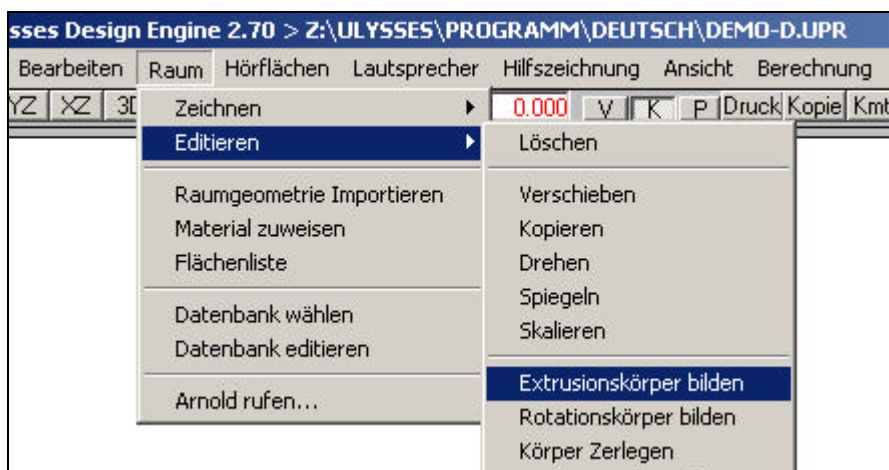 sses Design Engine 2.70 > Z:\ULYSSES\PROGRAMM\DEUTSCH\DEMO-D.UPR
Bearbeiten Raum Hörflächen Lautsprecher Hilfszeichnung Ansicht Berechnung
YZ XZ 3D 0.000 V K P Druck Kopie Kmt
Zeichnen
Editieren
Raumgeometrie Importieren
Material zuweisen
Flächenliste
Datenbank wählen
Datenbank editieren
Arnold rufen...
Löschen
Verschieben
Kopieren
Drehen
Spiegeln
Skalieren
Extrusionskörper bilden
Rotationskörper bilden
Körper Zerlegen